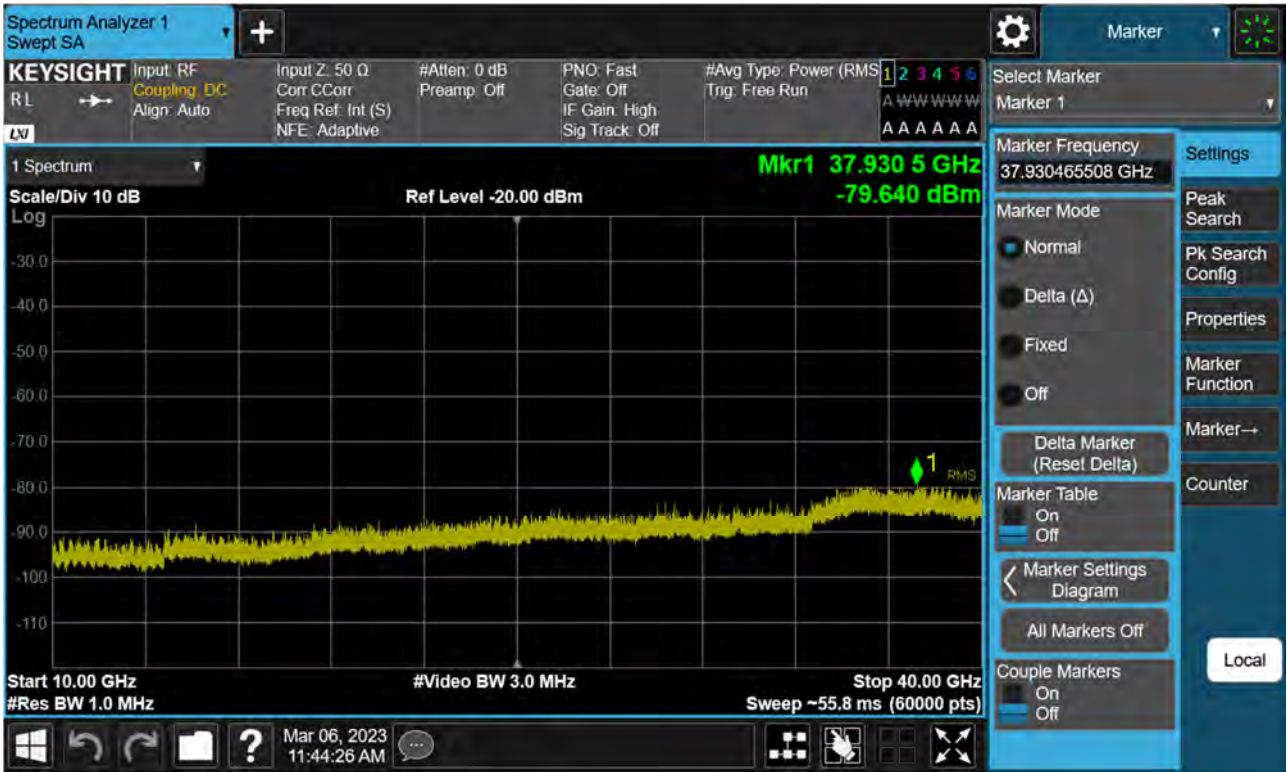 Spectrum Analyzer 1
Swept SA
Marker
KEYSIGHT
RL
LXI
Input: RF
Coupling: DC
Align: Auto
Input Z: 50 Ω
Corr CCorr
Freq Ref: Int (S)
NFE: Adaptive
#Atten: 0 dB
Preamp: Off
PNO: Fast
Gate: Off
IF Gain: High
Sig Track: Off
#Avg Type: Power (RMS
Trig: Free Run
1 2 3 4 5 6
A W W W W W
A A A A A A
Select Marker
Marker 1
1 Spectrum
Mkr1 37.930 5 GHz
-79.640 dBm
Scale/Div 10 dB
Ref Level -20.00 dBm
Log
-30.0
-40.0
-50.0
-60.0
-70.0
-80.0
-90.0
-100
-110
1
RMS
Start 10.00 GHz
#Video BW 3.0 MHz
Stop 40.00 GHz
#Res BW 1.0 MHz
Sweep ~55.8 ms (60000 pts)
Marker Frequency
37.930465508 GHz
Marker Mode
Normal
Delta (Δ)
Fixed
Off
Delta Marker
(Reset Delta)
Marker Table
On
Off
Marker Settings
Diagram
All Markers Off
Couple Markers
On
Off
Settings
Peak
Search
Pk Search
Config
Properties
Marker
Function
Marker→
Counter
Local
?
Mar 06, 2023
11:44:26 AM